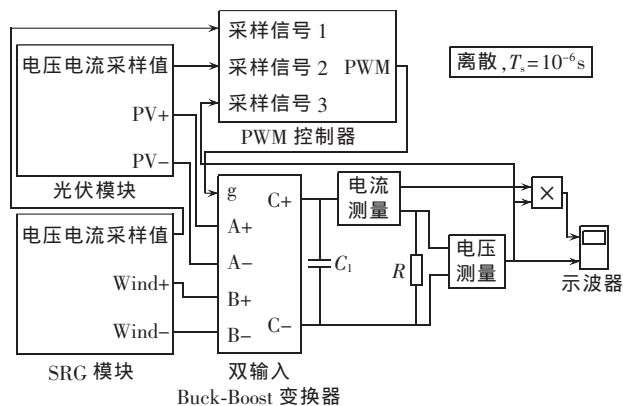 采样信号 1
采样信号 2
采样信号 3
PWM
PWM 控制器
离散,Ts=10⁻⁶s
电压电流采样值
PV+
PV−
光伏模块
电压电流采样值
Wind+
Wind−
SRG 模块
g
A+
A−
B+
B−
C+
C−
双输入
Buck-Boost 变换器
C1
电流
测量
R
电压
测量
×
示波器